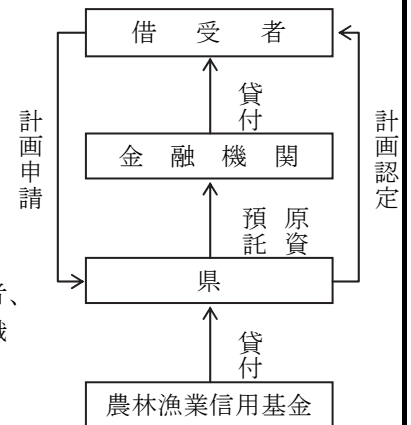 借受者
貸付
計画申請
計画認定
金融機関
原資
預託
県
者、
貸付
農林漁業信用基金